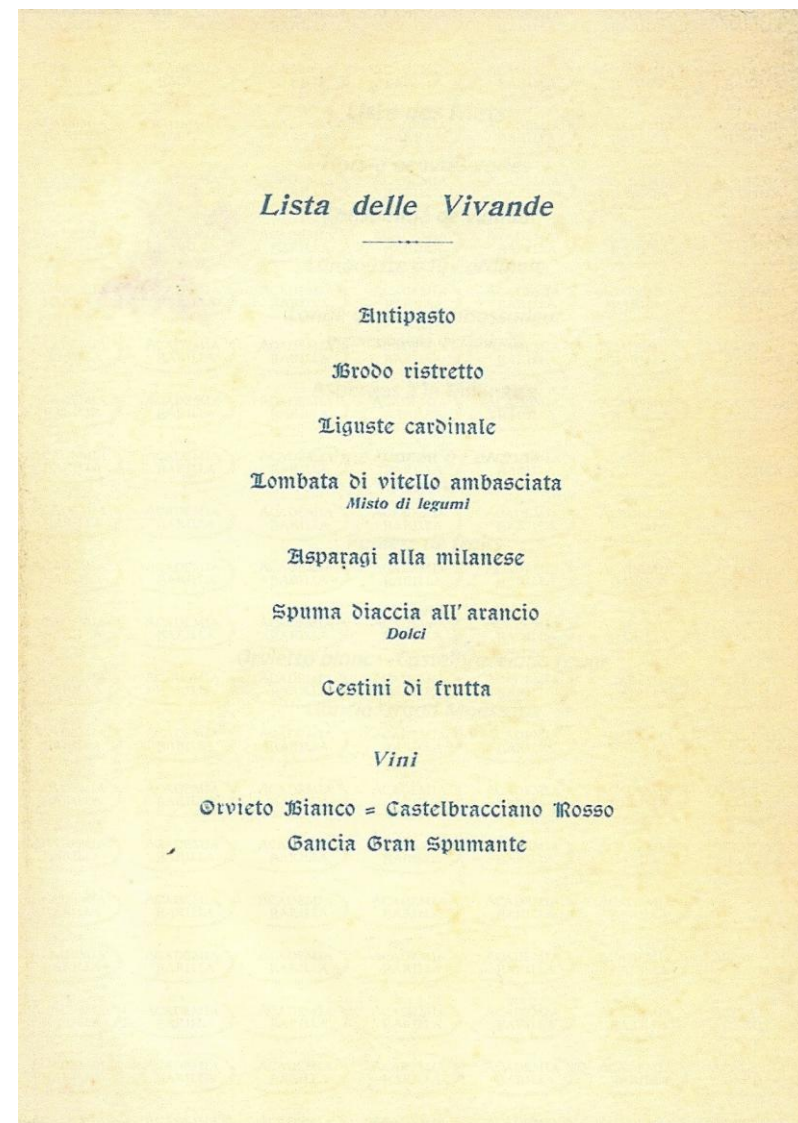 Lista delle Vivande
Antipasto
Brodo ristretto
Liguste cardinale
Lombata di vitello ambasciata
Misto di legumi
Asparagi alla milanese
Spuma diaccia all' arancio
Dolci
Cestini di frutta
Vini
Orvieto Bianco = Castelbracciano Rosso
Gancia Gran Spumante